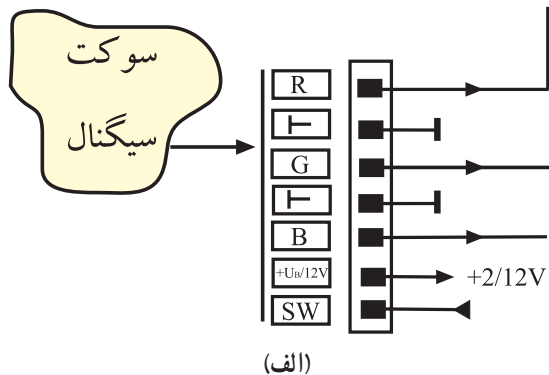 سوکت
سیگنال
R
G
B
+UB/12V
+2/12V
SW
(الف)